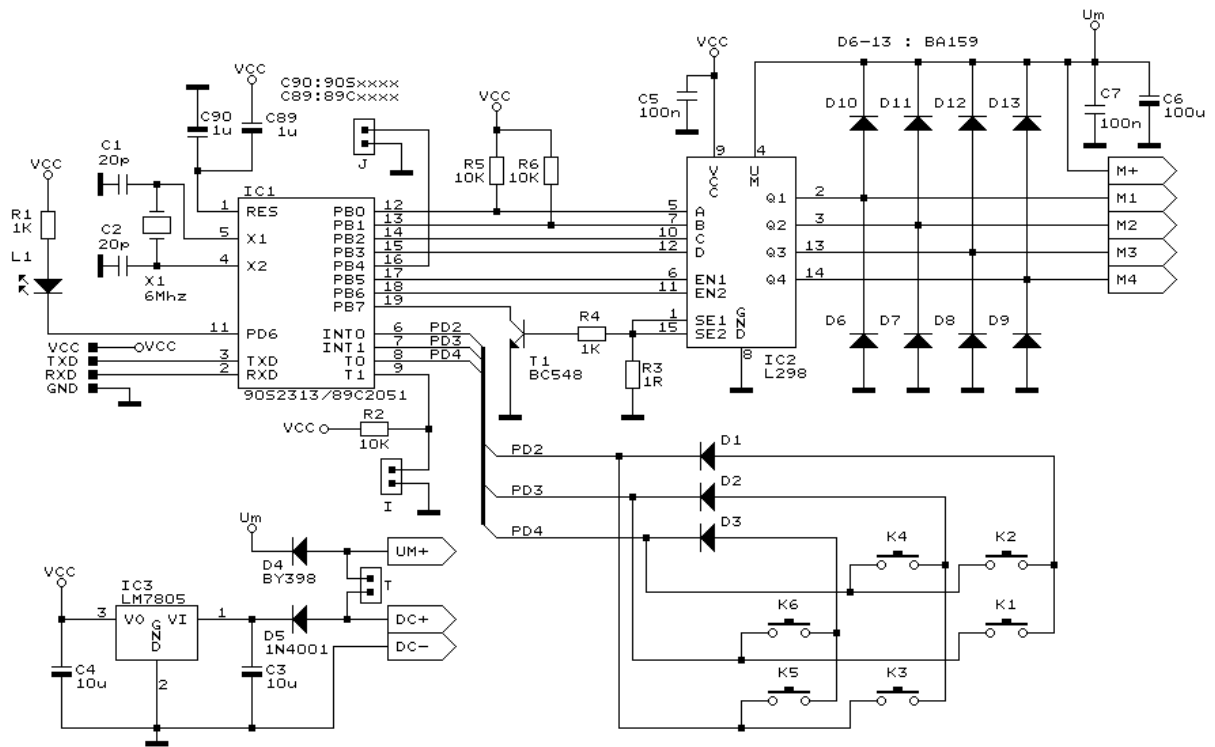 Um
VCC
D6-13 : BA159
VCC
C90:90Sxxxx
C89:89Cxxxx
C90
1u
C89
1u
VCC
C5
100n
D10
D11
D12
D13
C7
100n
C6
100u
C1
20p
VCC
J
R5
10K
R6
10K
9
4
VCC
UM
M+
R1
1K
IC1
1
RES
PB0
12
5
A
Q1
2
M1
C2
20p
5
X1
PB1
13
7
B
Q2
3
M2
PB2
14
10
C
L1
4
X2
PB3
15
12
D
Q3
13
M3
X1
6Mhz
PB4
16
PB5
17
6
EN1
Q4
14
M4
PB6
18
11
EN2
PB7
19
11
PD6
R4
1K
1
SE1
15
SE2
GND
D6
D7
D8
D9
INT0
6
PD2
INT1
7
PD3
T0
8
PD4
T1
9
VCC
VCC
TXD
3
TXD
RXD
2
RXD
GND
T1
BC548
R3
1R
8
IC2
L298
90S2313/89C2051
VCC
R2
10K
I
PD2
D1
PD3
D2
PD4
D3
K4
K2
Um
D4
BY398
UM+
T
VCC
IC3
LM7805
3
VO
VI
1
GND
D5
1N4001
DC+
DC-
K6
K1
C4
10u
2
C3
10u
K5
K3